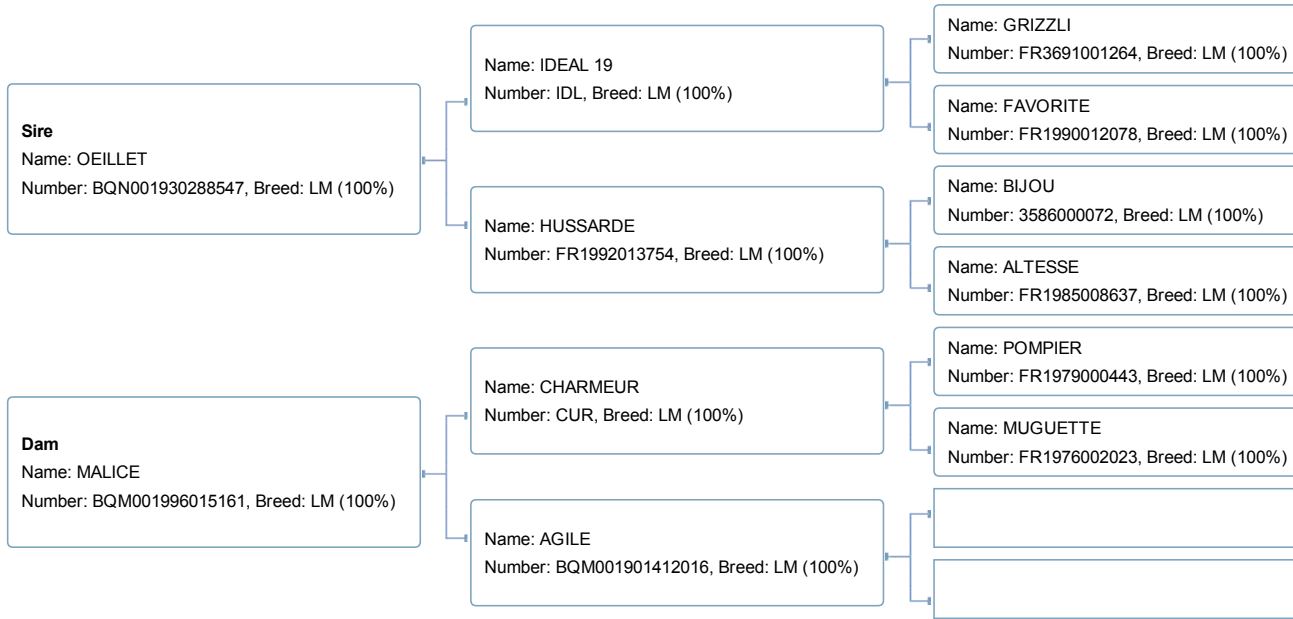 Sire
Name: OEILLET
Number: BQN001930288547, Breed: LM (100%)
Name: IDEAL 19
Number: IDL, Breed: LM (100%)
Name: GRIZZLI
Number: FR3691001264, Breed: LM (100%)
Name: FAVORITE
Number: FR1990012078, Breed: LM (100%)
Name: HUSSARDE
Number: FR1992013754, Breed: LM (100%)
Name: BIJOU
Number: 3586000072, Breed: LM (100%)
Name: ALTESSE
Number: FR1985008637, Breed: LM (100%)
Dam
Name: MALICE
Number: BQM001996015161, Breed: LM (100%)
Name: CHARMEUR
Number: CUR, Breed: LM (100%)
Name: POMPIER
Number: FR1979000443, Breed: LM (100%)
Name: MUGUETTE
Number: FR1976002023, Breed: LM (100%)
Name: AGILE
Number: BQM001901412016, Breed: LM (100%)